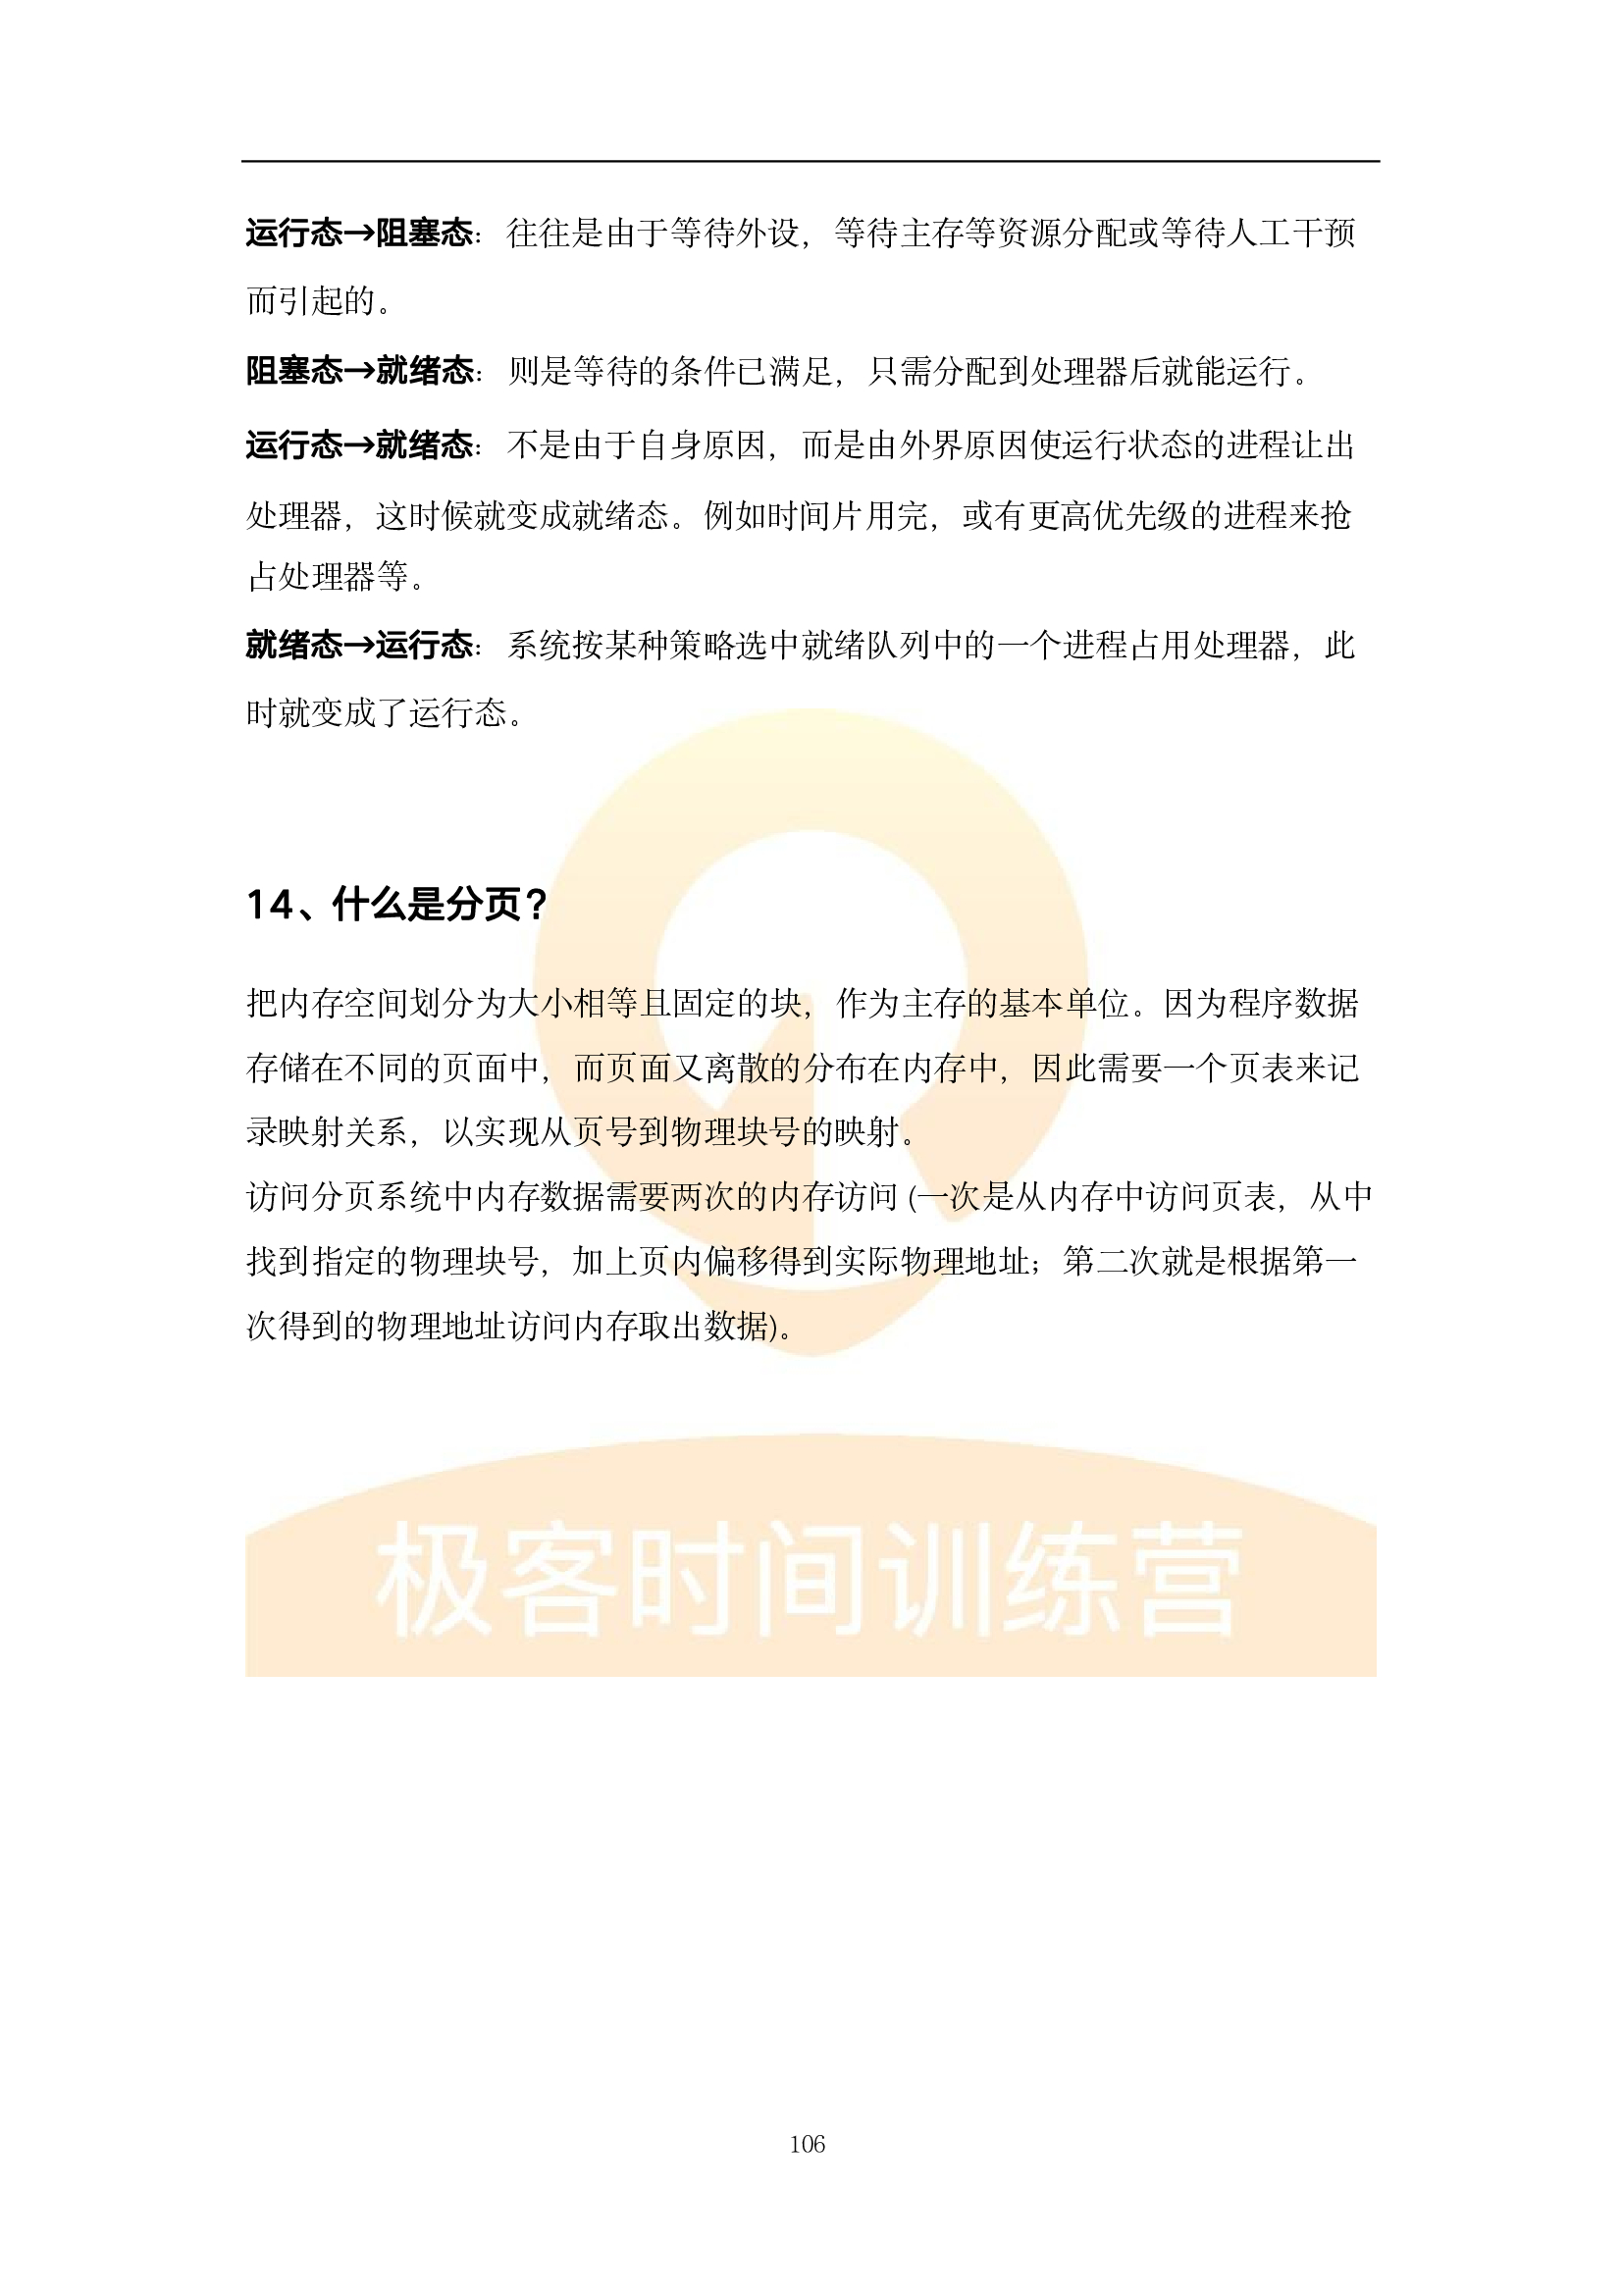 运行态→阻塞态：往往是由于等待外设，等待主存等资源分配或等待人工干预
而引起的。
阻塞态→就绪态：则是等待的条件已满足，只需分配到处理器后就能运行。
运行态→就绪态：不是由于自身原因，而是由外界原因使运行状态的进程让出
处理器，这时候就变成就绪态。例如时间片用完，或有更高优先级的进程来抢
占处理器等。
就绪态→运行态：系统按某种策略选中就绪队列中的一个进程占用处理器，此
时就变成了运行态。
14、什么是分页？
把内存空间划分为大小相等且固定的块，作为主存的基本单位。因为程序数据
存储在不同的页面中，而页面又离散的分布在内存中，因此需要一个页表来记
录映射关系，以实现从页号到物理块号的映射。
访问分页系统中内存数据需要两次的内存访问 (一次是从内存中访问页表，从中
找到指定的物理块号，加上页内偏移得到实际物理地址；第二次就是根据第一
次得到的物理地址访问内存取出数据)。
极客时间训练营
106